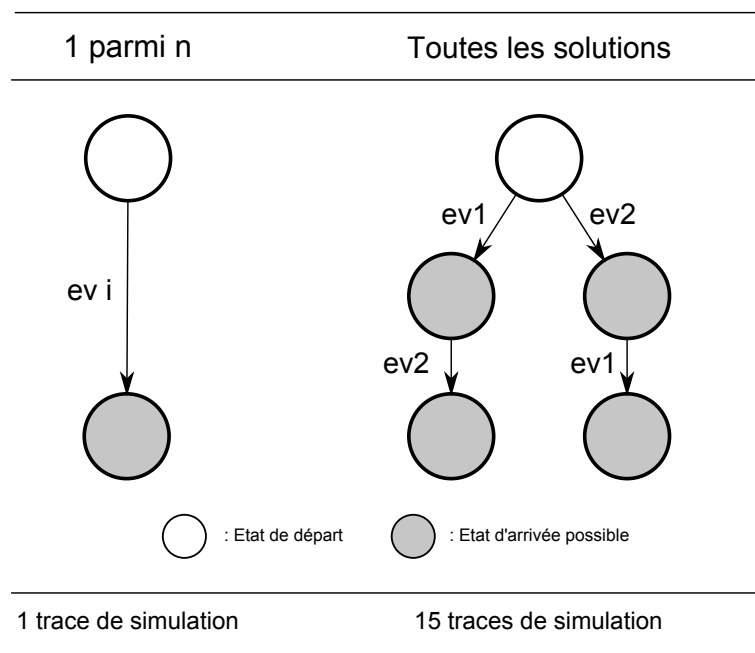 1 parmi n
Toutes les solutions
ev1
ev2
ev i
ev2
ev1
: Etat de départ
: Etat d'arrivée possible
1 trace de simulation
15 traces de simulation